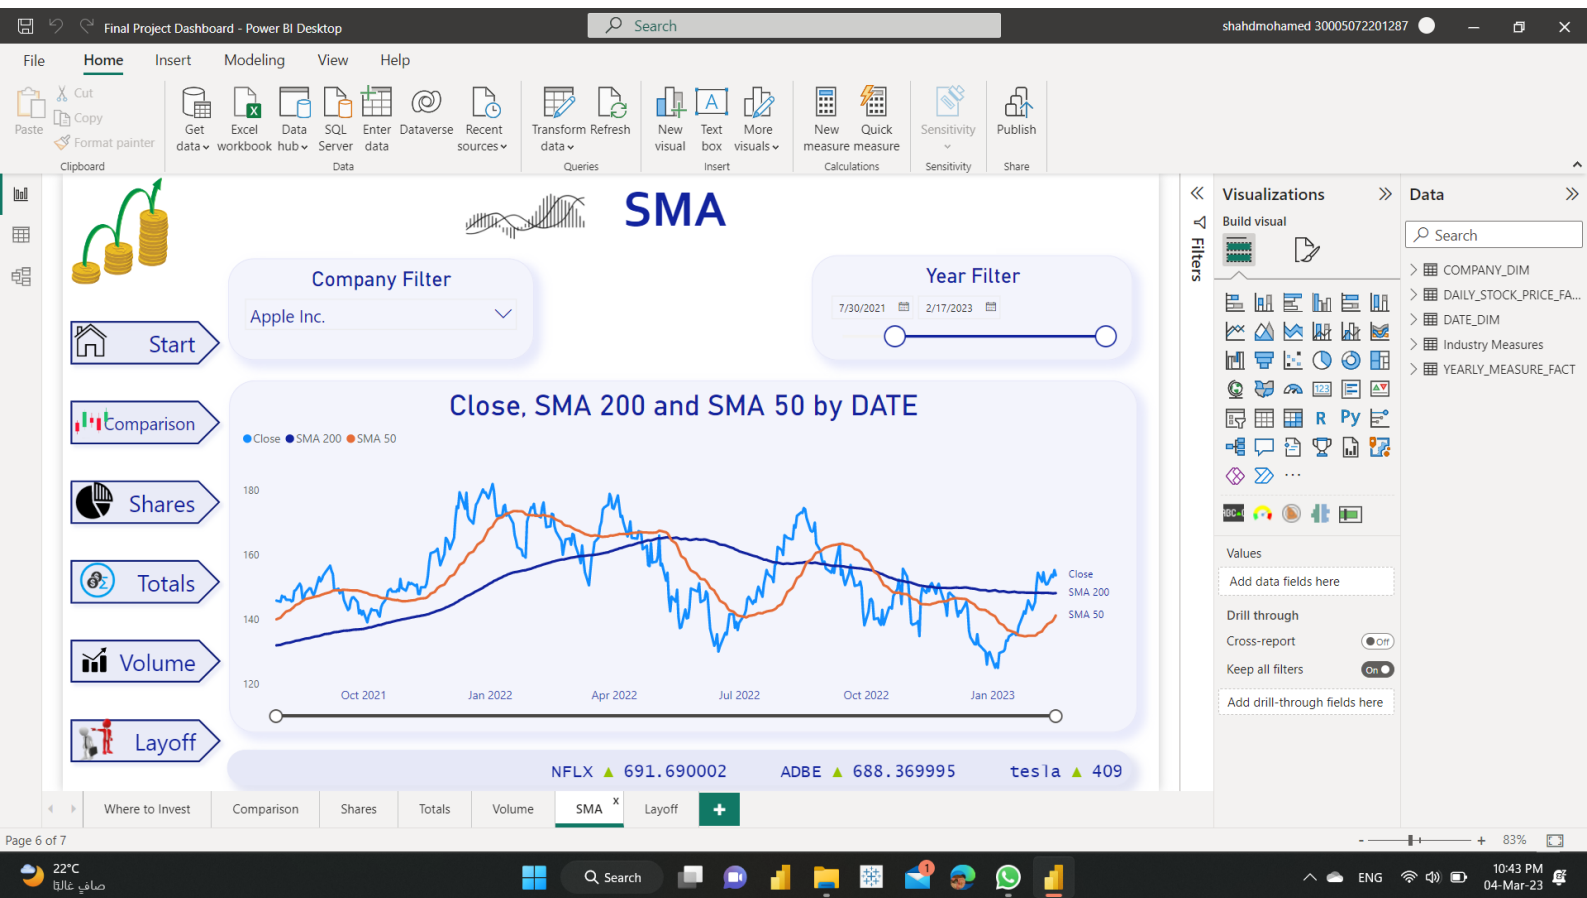 Final Project Dashboard - Power BI Desktop
Search
shahdmohamed 30005072201287
File Home Insert Modeling View Help
Paste
Cut
Copy
Format painter
Clipboard
Get data
Excel workbook
Data hub
SQL Server
Enter data
Dataverse
Recent sources
Data
Transform data
Refresh
Queries
New visual
Text box
More visuals
Insert
New measure
Quick measure
Calculations
Sensitivity
Sensitivity
Publish
Share
SMA
Company Filter
Apple Inc.
Year Filter
7/30/2021 2/17/2023
Start
Comparison
Shares
Totals
Volume
Layoff
Close, SMA 200 and SMA 50 by DATE
Close SMA 200 SMA 50
180
160
140
120
Close
SMA 200
SMA 50
Oct 2021 Jan 2022 Apr 2022 Jul 2022 Oct 2022 Jan 2023
NFLX ▲ 691.690002 ADBE ▲ 688.369995 tesla ▲ 409
Filters
Visualizations
Build visual
123
R Py
Values
Add data fields here
Drill through
Cross-report Off
Keep all filters On
Add drill-through fields here
Data
Search
COMPANY_DIM
DAILY_STOCK_PRICE_FA...
DATE_DIM
Industry Measures
YEARLY_MEASURE_FACT
Where to Invest Comparison Shares Totals Volume SMA x Layoff +
Page 6 of 7
- + 83%
22°C
صافٍ غالبًا
Search
1
ENG
10:43 PM
04-Mar-23